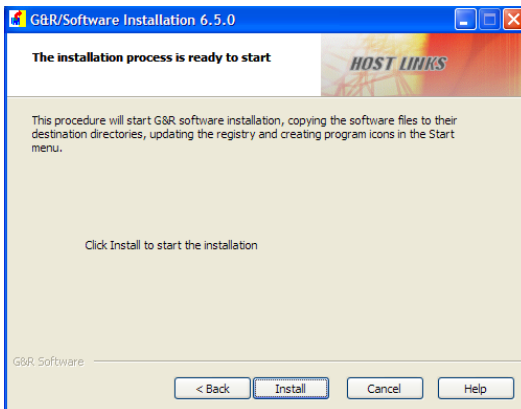 G&R/Software Installation 6.5.0
The installation process is ready to start
HOST LINKS
This procedure will start G&R software installation, copying the software files to their
destination directories, updating the registry and creating program icons in the Start
menu.
Click Install to start the installation
G&R Software
< Back Install Cancel Help